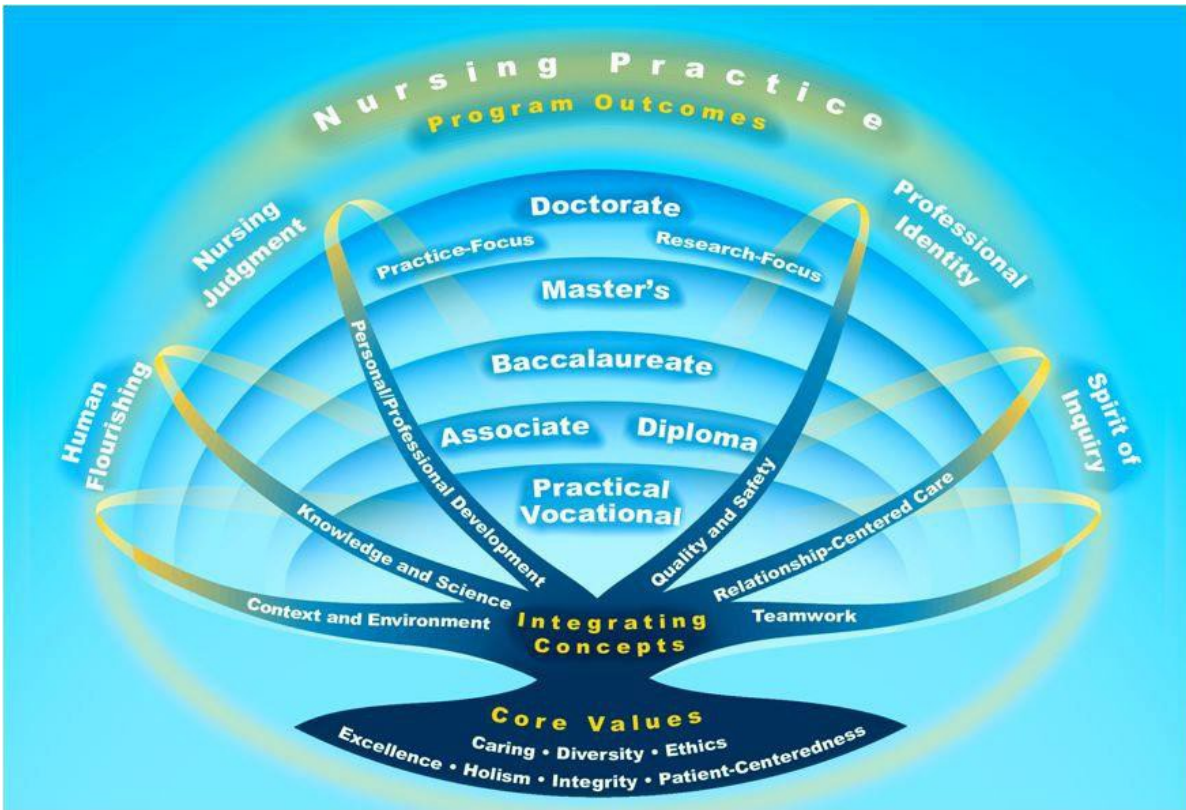 Nursing Practice
Program Outcomes
Nursing
Judgment
Professional
Identity
Human
Flourishing
Spirit of
Inquiry
Doctorate
Practice-Focus
Research-Focus
Master's
Baccalaureate
Associate
Diploma
Practical
Vocational
Personal/Professional Development
Quality and Safety
Knowledge and Science
Relationship-Centered Care
Context and Environment
Teamwork
Integrating
Concepts
Core Values
Caring • Diversity • Ethics
Excellence • Holism • Integrity • Patient-Centeredness